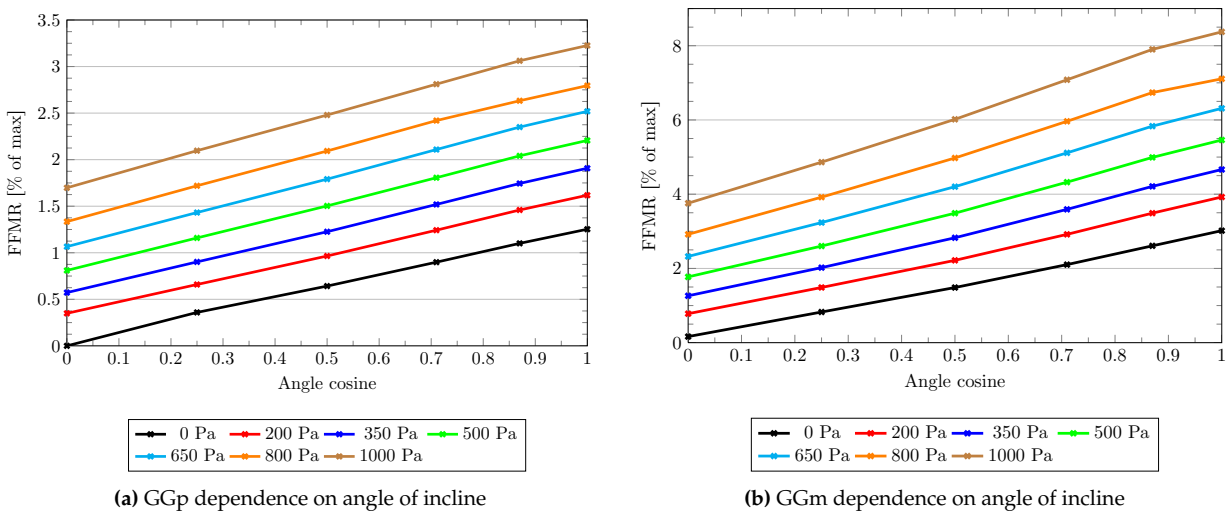 3.5
3
2.5
2
1.5
1
0.5
0
FFMR [% of max]
0 0.1 0.2 0.3 0.4 0.5 0.6 0.7 0.8 0.9 1
Angle cosine
0 Pa 200 Pa 350 Pa 500 Pa
650 Pa 800 Pa 1000 Pa
(a) GGp dependence on angle of incline
8
6
4
2
0
FFMR [% of max]
0 0.1 0.2 0.3 0.4 0.5 0.6 0.7 0.8 0.9 1
Angle cosine
0 Pa 200 Pa 350 Pa 500 Pa
650 Pa 800 Pa 1000 Pa
(b) GGm dependence on angle of incline